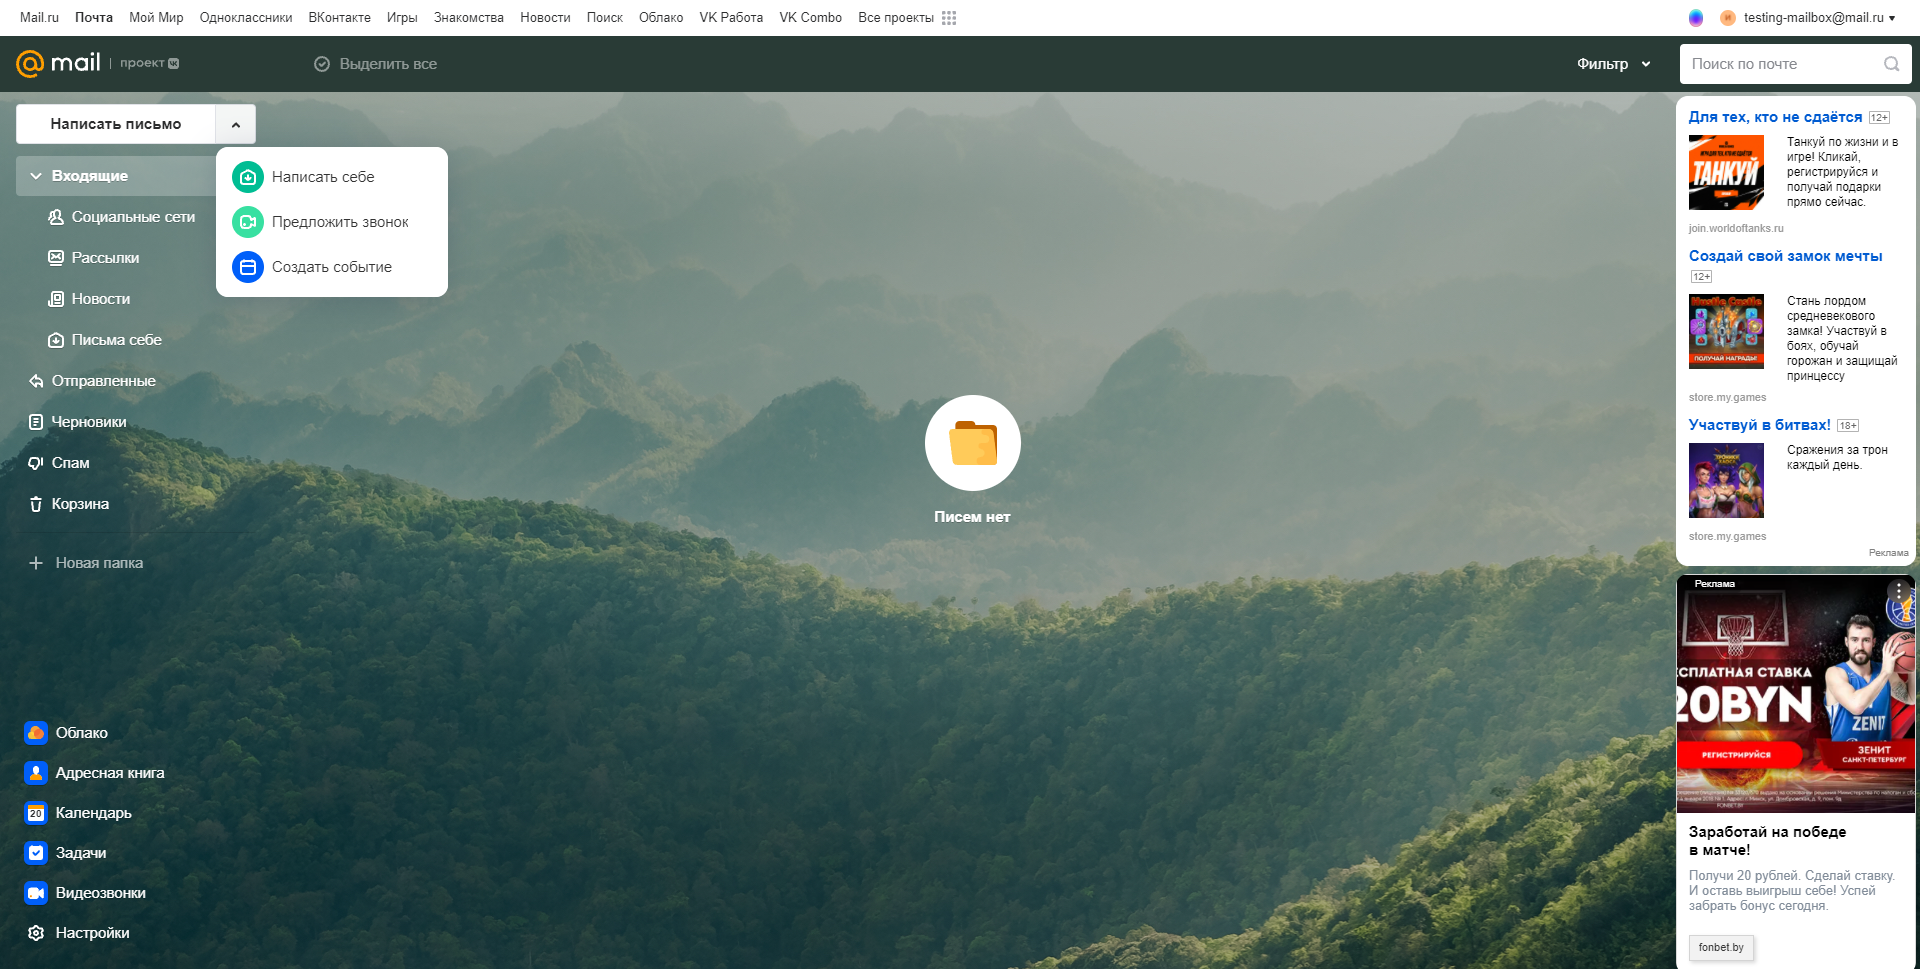 Mail.ru Почта Мой Мир Одноклассники ВКонтакте Игры Знакомства Новости Поиск Облако VK Работа VK Combo Все проекты
testing-mailbox@mail.ru
mail проект
Выделить все
Фильтр
Поиск по почте
Написать письмо
Написать себе
Предложить звонок
Создать событие
Входящие
Социальные сети
Рассылки
Новости
Письма себе
Отправленные
Черновики
Спам
Корзина
Новая папка
Облако
Адресная книга
20
Календарь
Задачи
Видеозвонки
Настройки
Писем нет
Для тех, кто не сдаётся 12+
ТАНКУЙ
Танкуй по жизни и в
игре! Кликай,
регистрируйся и
получай подарки
прямо сейчас.
join.worldoftanks.ru
Создай свой замок мечты
12+
Hustle Castle
ПОЛУЧАЙ НАГРАДЫ!
Стань лордом
средневекового
замка! Участвуй в
боях, обучай
горожан и защищай
принцессу
store.my.games
Участвуй в битвах! 18+
Сражения за трон
каждый день.
store.my.games
Реклама
Реклама
СПЛАТНАЯ СТАВКА
20BYN
РЕГИСТРИРУЙСЯ
ZENIT
ЗЕНИТ
САНКТ-ПЕТЕРБУРГ
FONBET.BY
Заработай на победе
в матче!
Получи 20 рублей. Сделай ставку.
И оставь выигрыш себе! Успей
забрать бонус сегодня.
fonbet.by